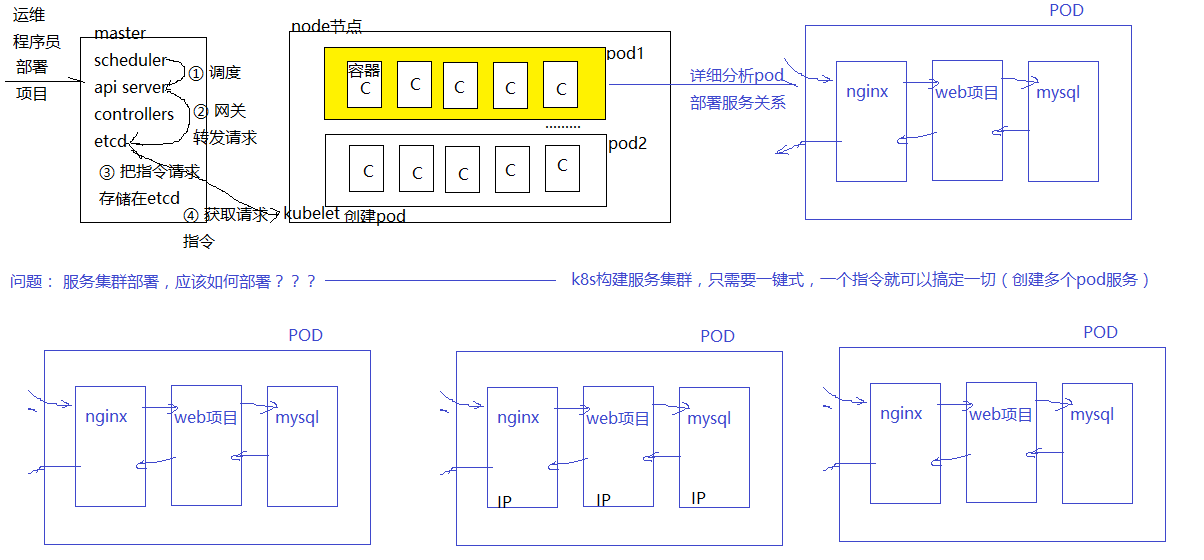 运维
程序员
部署
项目
master
scheduler
api server
controllers
etcd
① 调度
② 网关
转发请求
③ 把指令请求
存储在etcd
④ 获取请求
指令
node节点
pod1
容器
C C C C C
.........
pod2
C C C C C
kubelet 创建pod
详细分析pod
部署服务关系
POD
nginx
web项目
mysql
问题： 服务集群部署，应该如何部署？？？
k8s构建服务集群，只需要一键式，一个指令就可以搞定一切（创建多个pod服务）
POD
nginx
web项目
mysql
POD
nginx
web项目
mysql
IP
IP
IP
POD
nginx
web项目
mysql